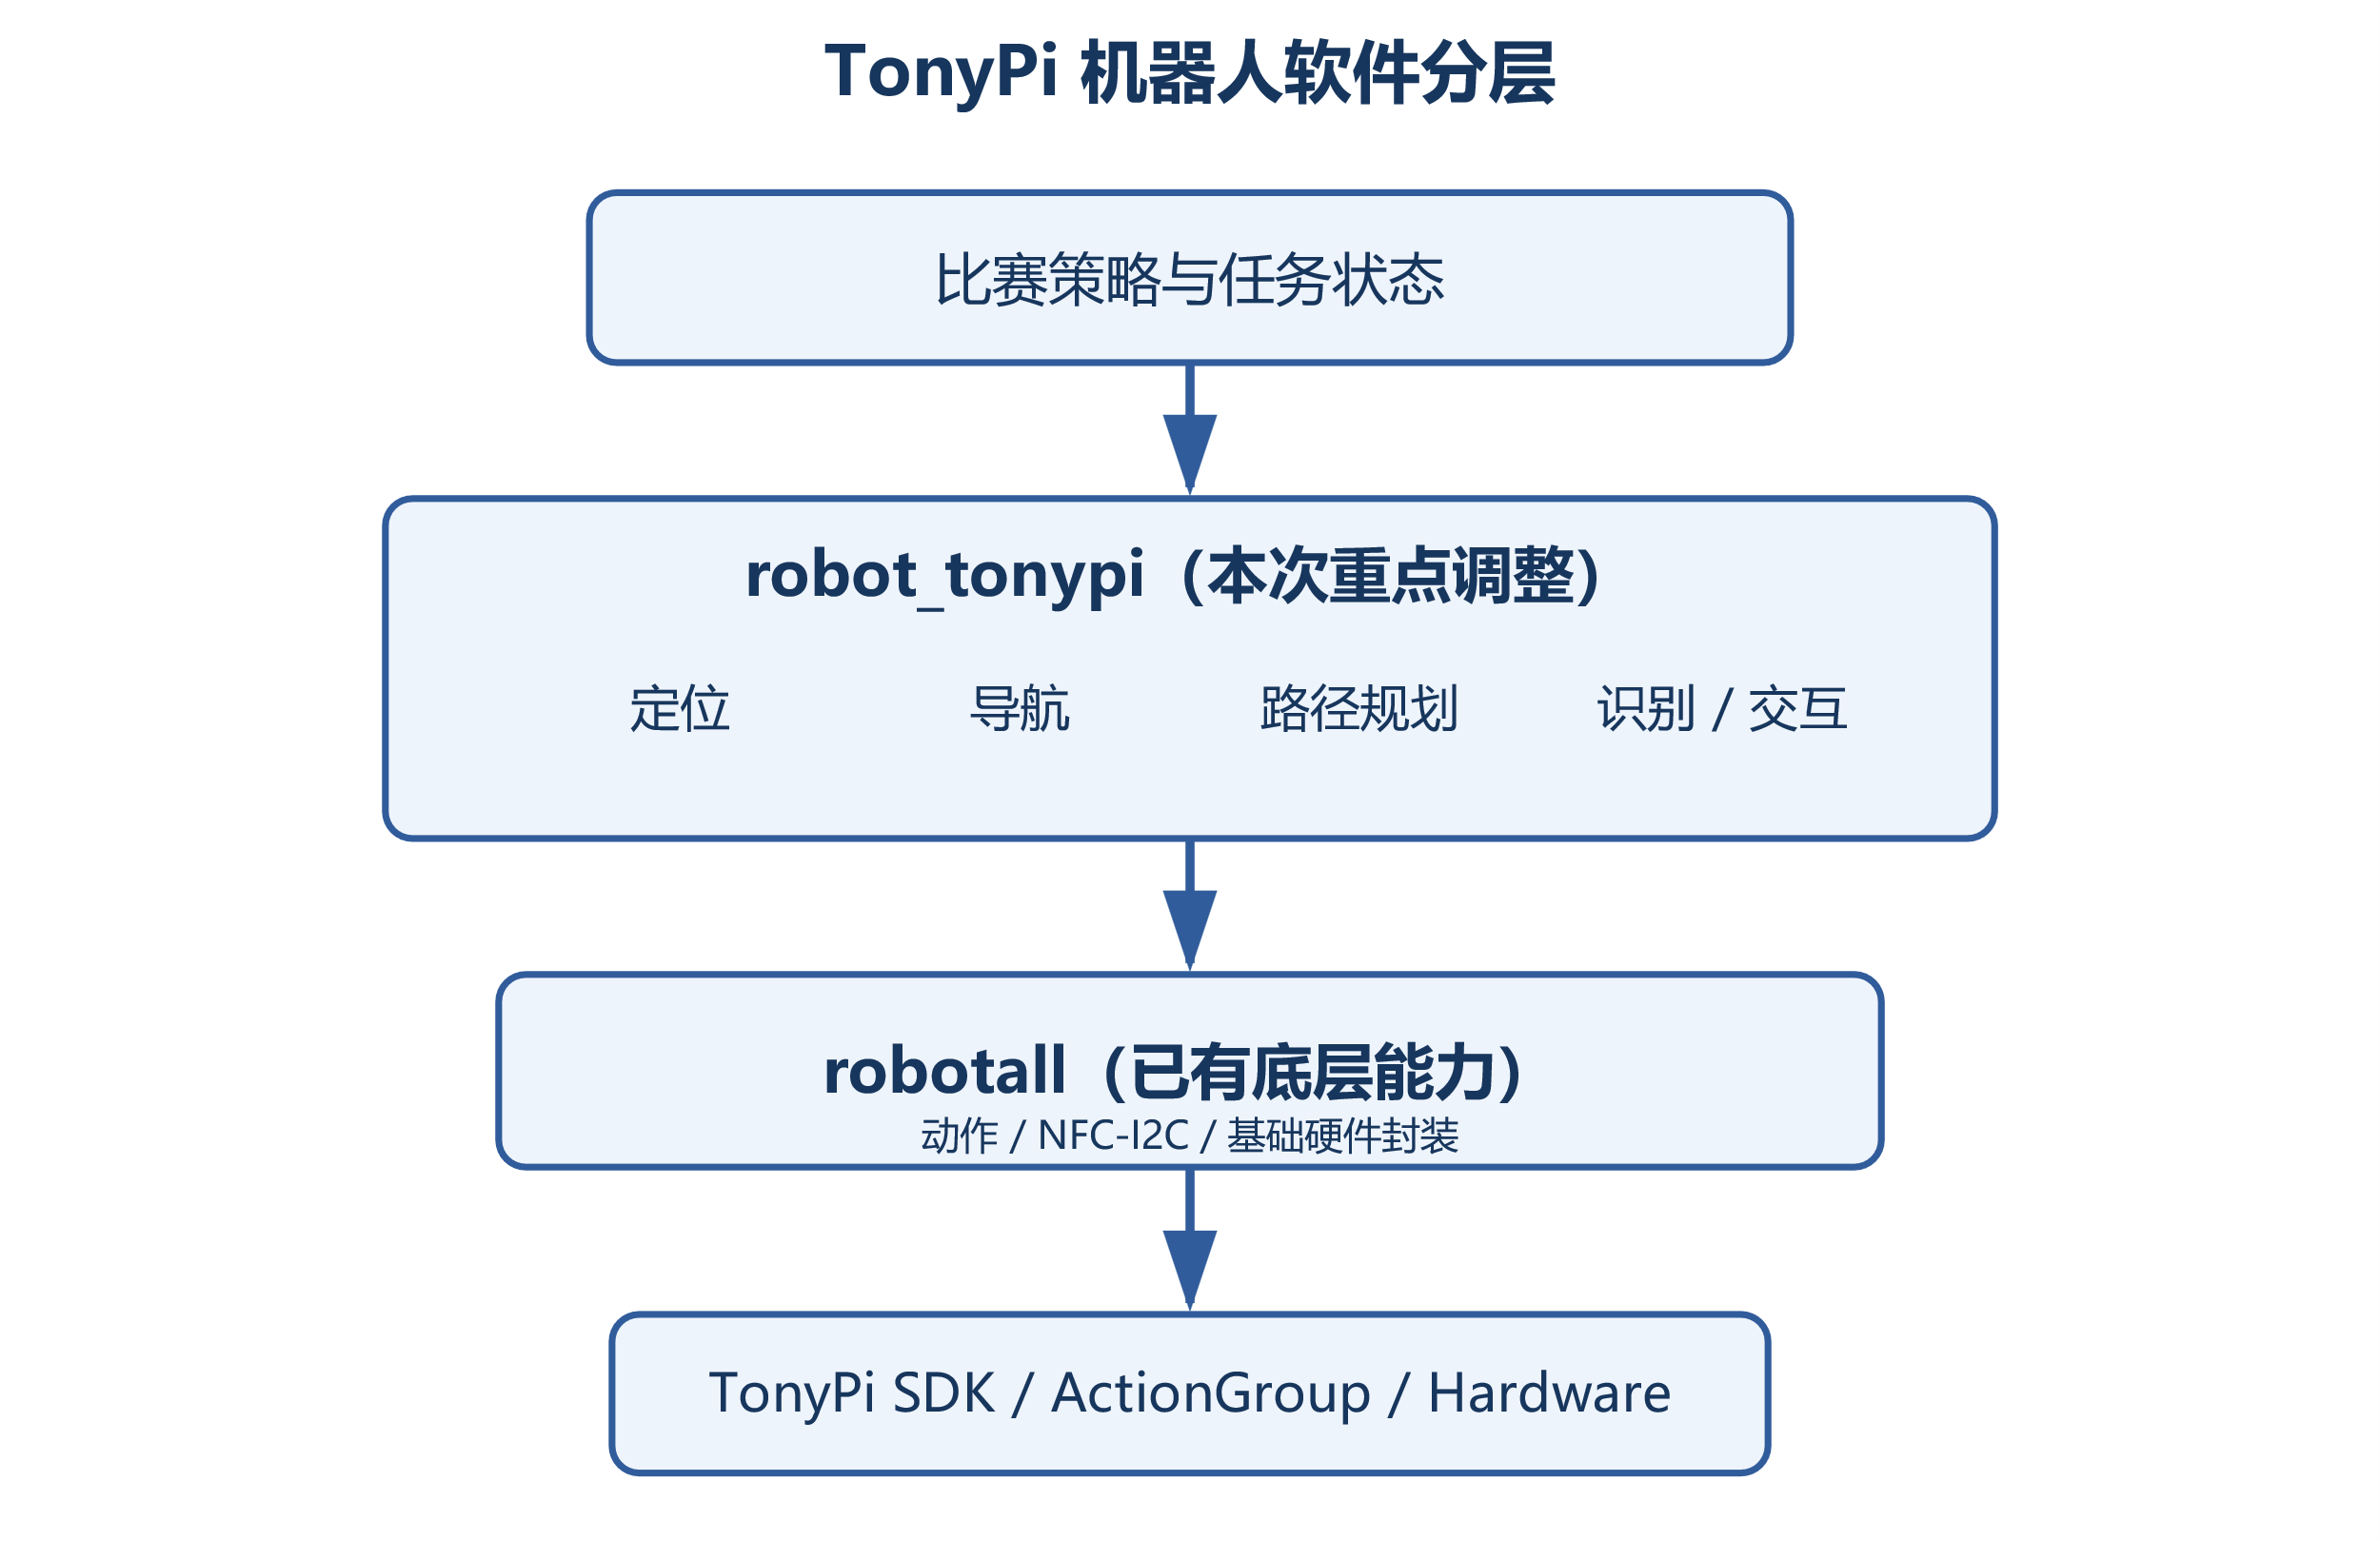 TonyPi 机器人软件分层
比赛策略与任务状态
robot_tonypi（本次重点调整）
定位 导航 路径规划 识别 / 交互
robotall（已有底层能力）
动作 / NFC-I2C / 基础硬件封装
TonyPi SDK / ActionGroup / Hardware